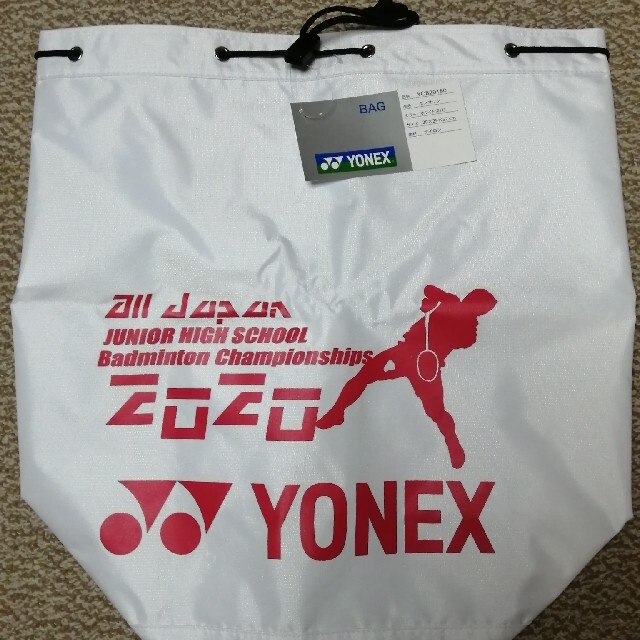 BAG
YONEX
All Japan
JUNIOR HIGH SCHOOL
Badminton Championships
2020
YONEX